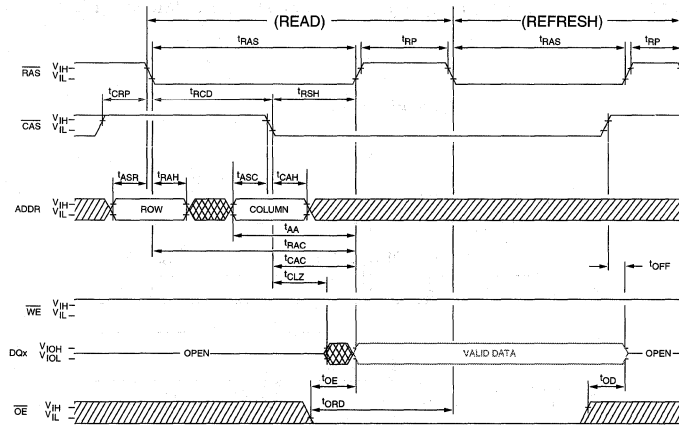 (READ) (REFRESH)
tRAS tRP tRAS tRP
RAS VIH VIL
tCRP tRCD tRSH
CAS VIH VIL
tASR tRAH tASC tCAH
ADDR VIH VIL ROW COLUMN
tAA
tRAC
tCAC tOFF
tCLZ
WE VIH VIL
DQx VIOH VIOL OPEN VALID DATA OPEN
tOE tOD
OE VIH VIL tORD